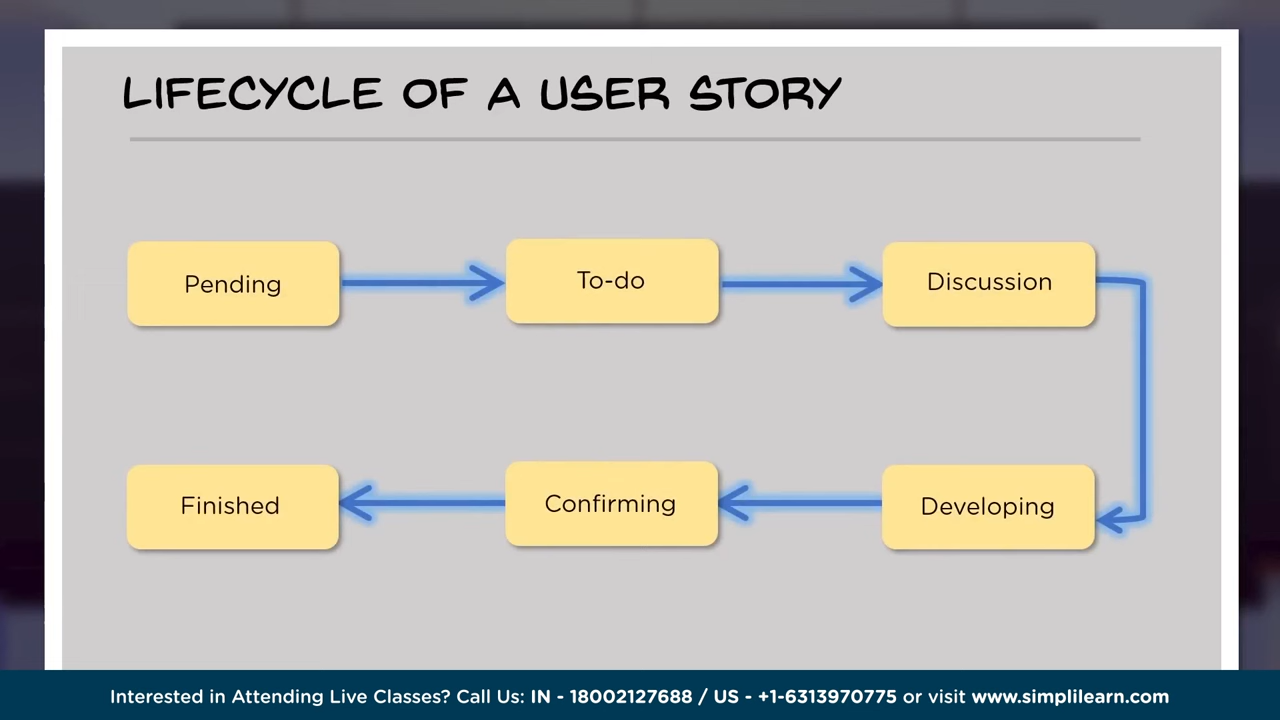 LIFECYCLE OF A USER STORY
Pending
To-do
Discussion
Finished
Confirming
Developing
Interested in Attending Live Classes? Call Us: IN - 18002127688 / US - +1-6313970775 or visit www.simplilearn.com